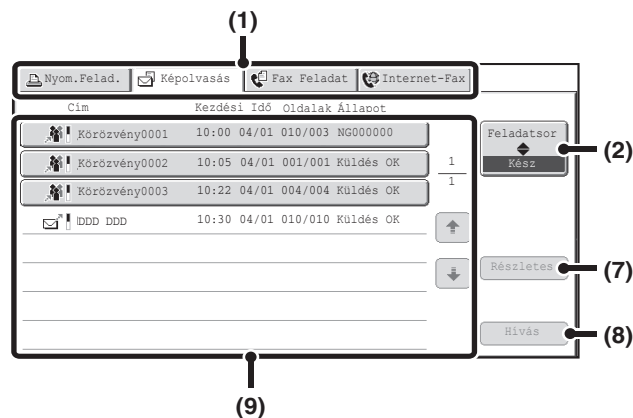 (1)
Nyom.Felad. Képolvasás Fax Feladat Internet-Fax
Cím Kezdési Idő Oldalak Állapot
Körözvény0001 10:00 04/01 010/003 NG000000
Feladatsor
Kész
(2)
Körözvény0002 10:05 04/01 001/001 Küldés OK
1
1
Körözvény0003 10:22 04/01 004/004 Küldés OK
DDD DDD 10:30 04/01 010/010 Küldés OK
Részletes
(7)
Hívás
(8)
(9)